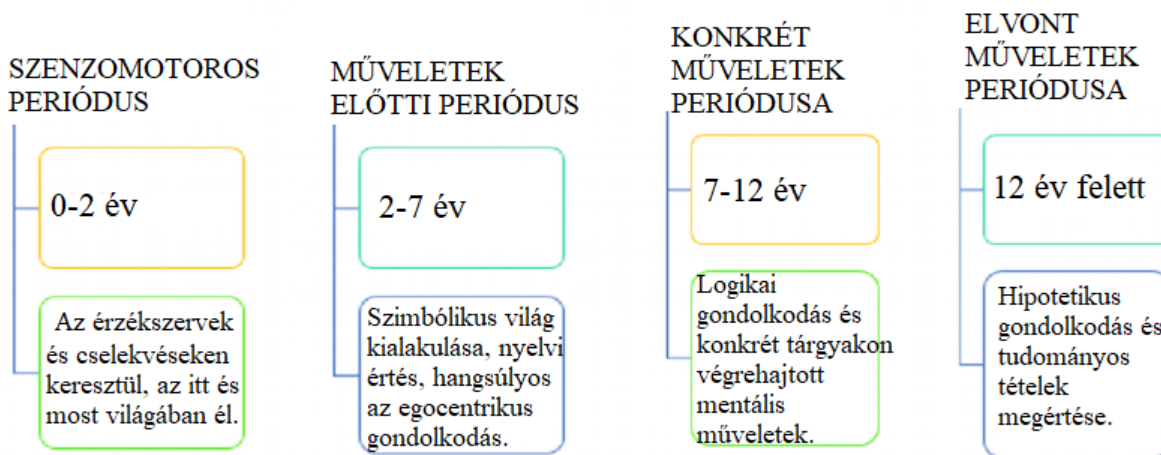 SZENZOMOTOROS
PERIÓDUS
0-2 év
Az érzékszervek
és cselekvéseken
keresztül, az itt és
most világában él.
MŰVELETEK
ELŐTTI PERIÓDUS
2-7 év
Szimbólikus világ
kialakulása, nyelvi
értés, hangsúlyos
az egocentrikus
gondolkodás.
KONKRÉT
MŰVELETEK
PERIÓDUSA
7-12 év
Logikai
gondolkodás és
konkrét tárgyakon
végrehajtott
mentális
műveletek.
ELVONT
MŰVELETEK
PERIÓDUSA
12 év felett
Hipotetikus
gondolkodás és
tudományos
tételek
megértése.